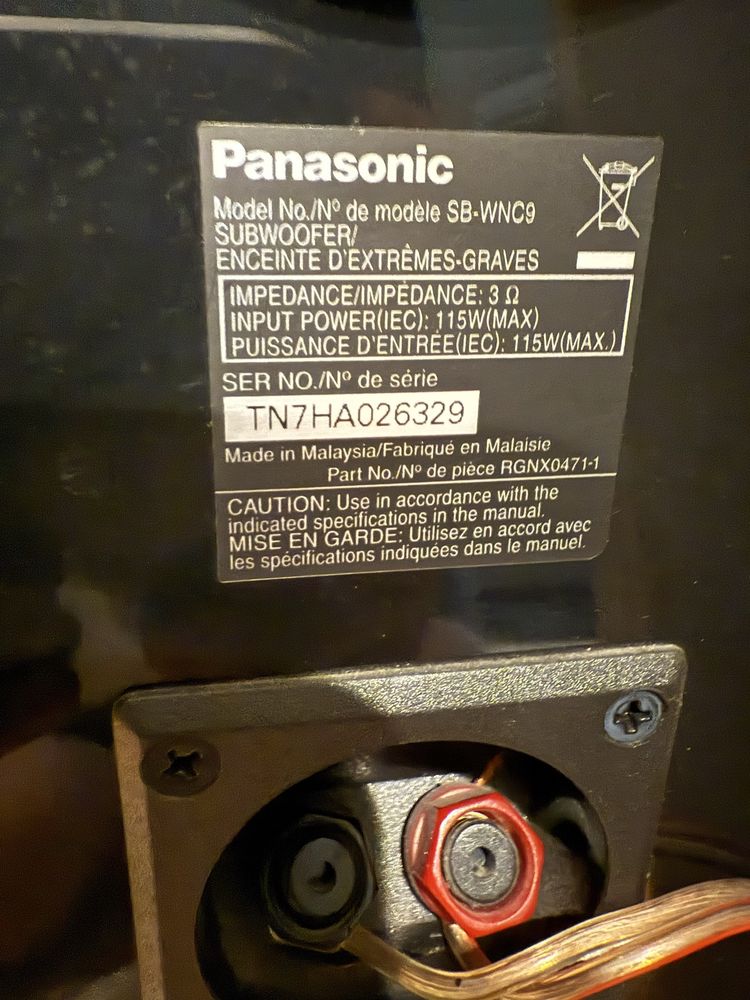 Panasonic
Model No./Nº de modèle SB-WNC9
SUBWOOFER/
ENCEINTE D'EXTRÊMES-GRAVES
IMPEDANCE/IMPÉDANCE: 3 Ω
INPUT POWER(IEC): 115W(MAX)
PUISSANCE D'ENTRÉE(IEC): 115W(MAX.)
SER NO./Nº de série
TN7HA026329
Made in Malaysia/Fabriqué en Malaisie
Part No./Nº de pièce RGNX0471-1
CAUTION: Use in accordance with the
indicated specifications in the manual.
MISE EN GARDE: Utilisez en accord avec
les spécifications indiquées dans le manuel.